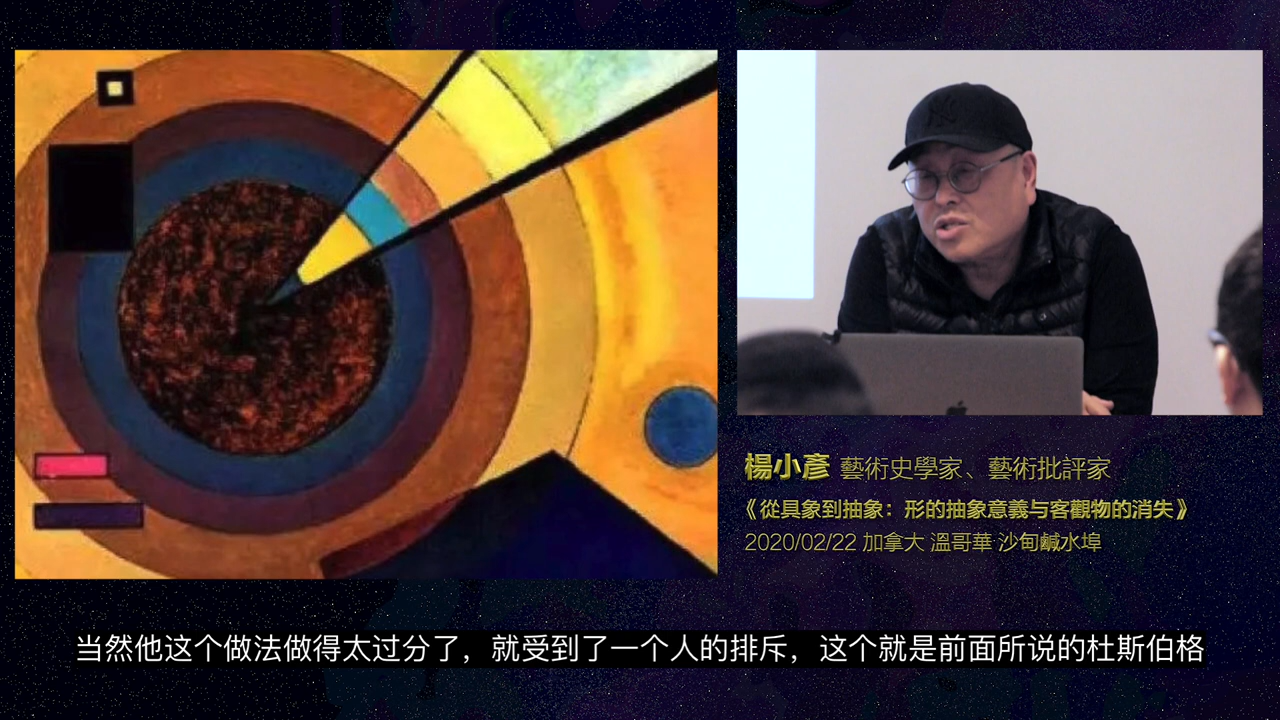 楊小彥 藝術史學家、藝術批評家
《從具象到抽象：形的抽象意義与客觀物的消失》
2020/02/22 加拿大 溫哥華 沙甸鹹水埠
当然他这个做法做得太过分了，就受到了一个人的排斥，这个就是前面所说的杜斯伯格